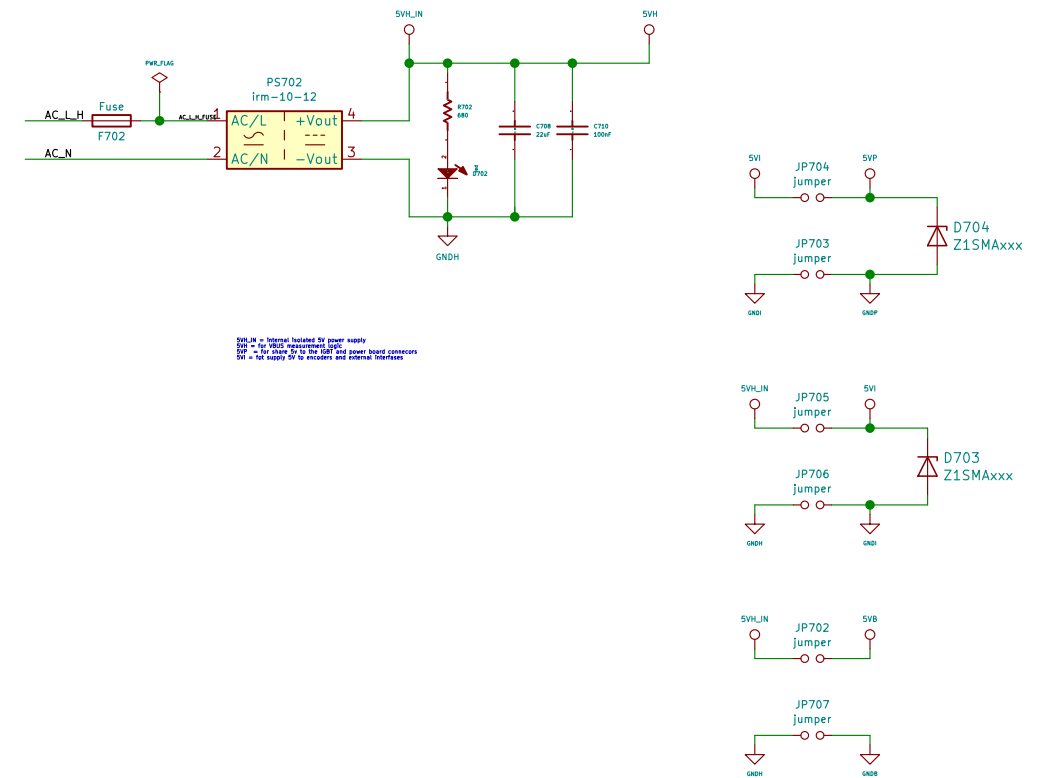 5VH_IN
5VH
PWR_FLAG
PS702
irm-10-12
AC_L_H
Fuse
F702
AC_L_H_FUSE
1
AC/L
+Vout
4
AC_N
2
AC/N
-Vout
3
R702
680
2
D702
1
C708
22uF
C710
100nF
GNDH
5VI
JP704
jumper
5VP
D704
Z1SMAxxx
JP703
jumper
GNDI
GNDP
5VH_IN = internal isolated 5V power supply
5VH = for VBUS measurement logic
5VP = for share 5v to the IGBT and power board connecors
5VI = fot supply 5V to encoders and external interfases
5VH_IN
JP705
jumper
5VI
D703
Z1SMAxxx
JP706
jumper
GNDH
GNDI
5VH_IN
JP702
jumper
5VB
JP707
jumper
GNDH
GNDB